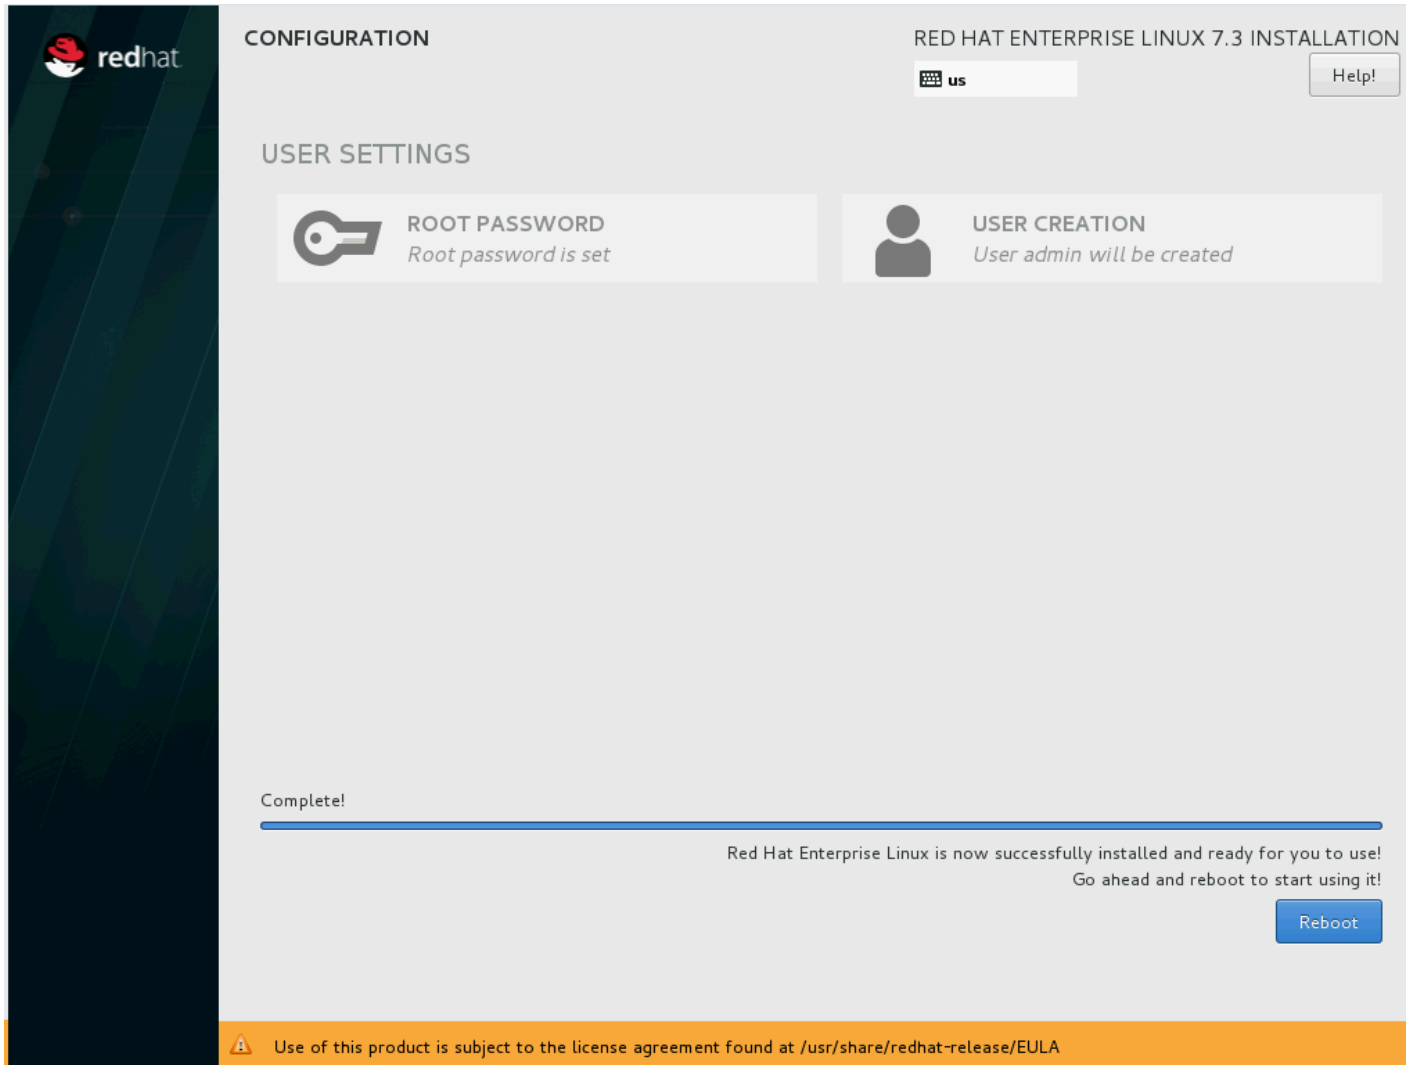 redhat
CONFIGURATION
RED HAT ENTERPRISE LINUX 7.3 INSTALLATION
us
Help!
USER SETTINGS
ROOT PASSWORD
Root password is set
USER CREATION
User admin will be created
Complete!
Red Hat Enterprise Linux is now successfully installed and ready for you to use!
Go ahead and reboot to start using it!
Reboot
Use of this product is subject to the license agreement found at /usr/share/redhat-release/EULA